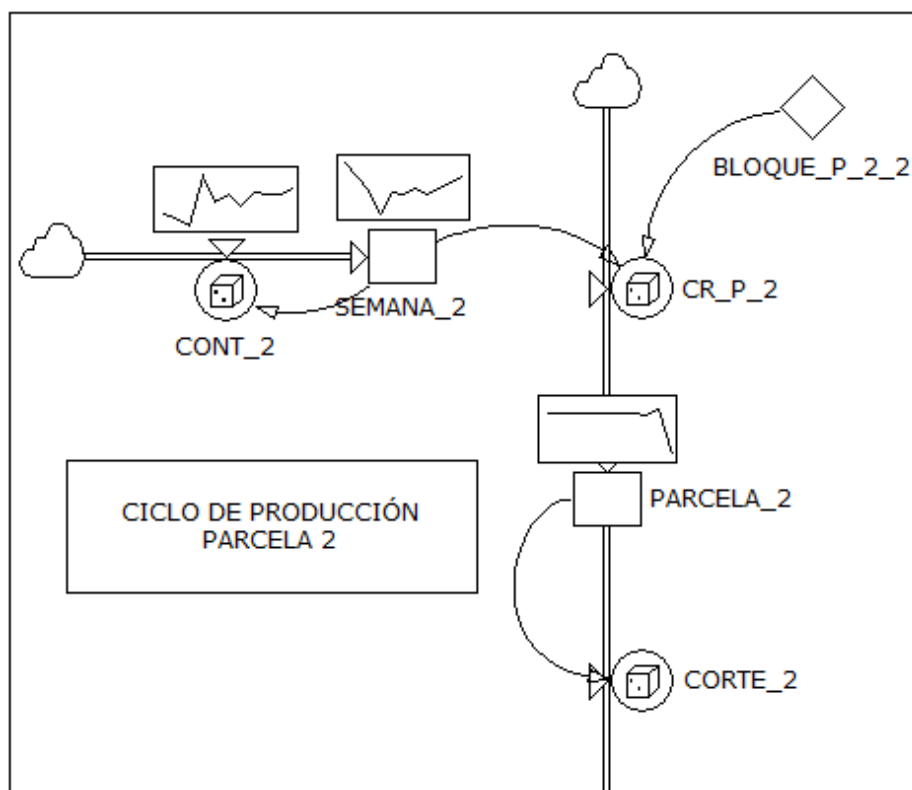 BLOQUE_P_2_2
SEMANA_2
CR_P_2
CONT_2
CICLO DE PRODUCCIÓN
PARCELA 2
PARCELA_2
CORTE_2